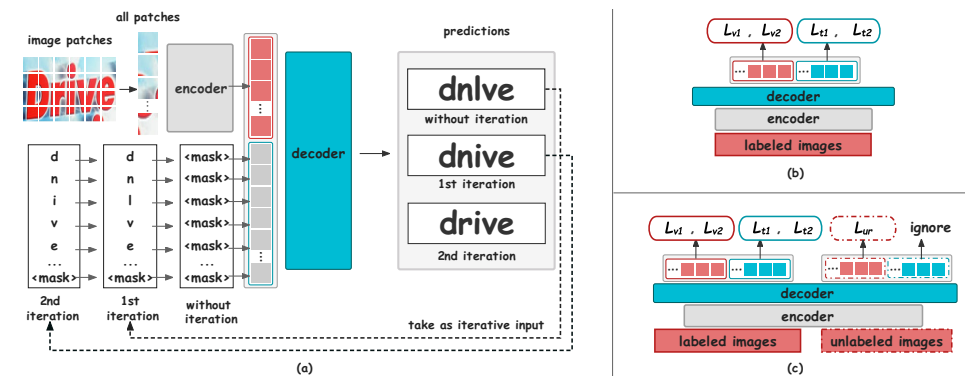 all patches
image patches
Drive
encoder
decoder
predictions
dnlve
without iteration
dnive
1st iteration
drive
2nd iteration
d d <mask>
n n <mask>
i l <mask>
v v <mask>
e e <mask>
... ... ...
<mask> <mask> <mask>
2nd iteration
1st iteration
without iteration
take as iterative input
(a)
Lv1 , Lv2
Lt1 , Lt2
...
...
decoder
encoder
labeled images
(b)
Lv1 , Lv2
Lt1 , Lt2
Lur
ignore
...
...
...
...
decoder
encoder
labeled images
unlabeled images
(c)